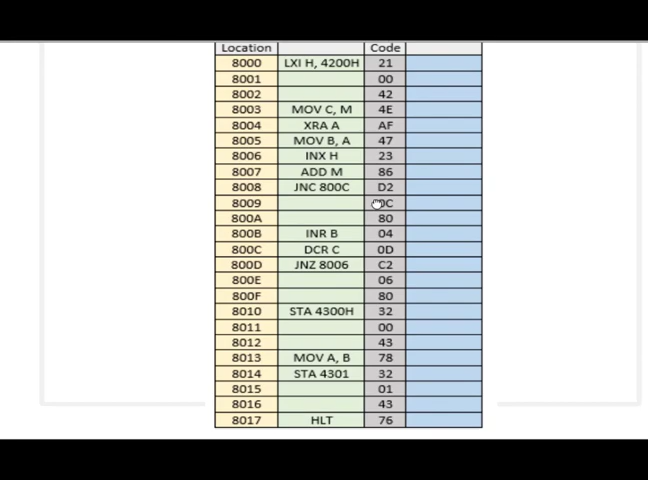 Location Code
8000 LXI H, 4200H 21
8001 00
8002 42
8003 MOV C, M 4E
8004 XRA A AF
8005 MOV B, A 47
8006 INX H 23
8007 ADD M 86
8008 JNC 800C D2
8009 0C
800A 80
800B INR B 04
800C DCR C 0D
800D JNZ 8006 C2
800E 06
800F 80
8010 STA 4300H 32
8011 00
8012 43
8013 MOV A, B 78
8014 STA 4301 32
8015 01
8016 43
8017 HLT 76